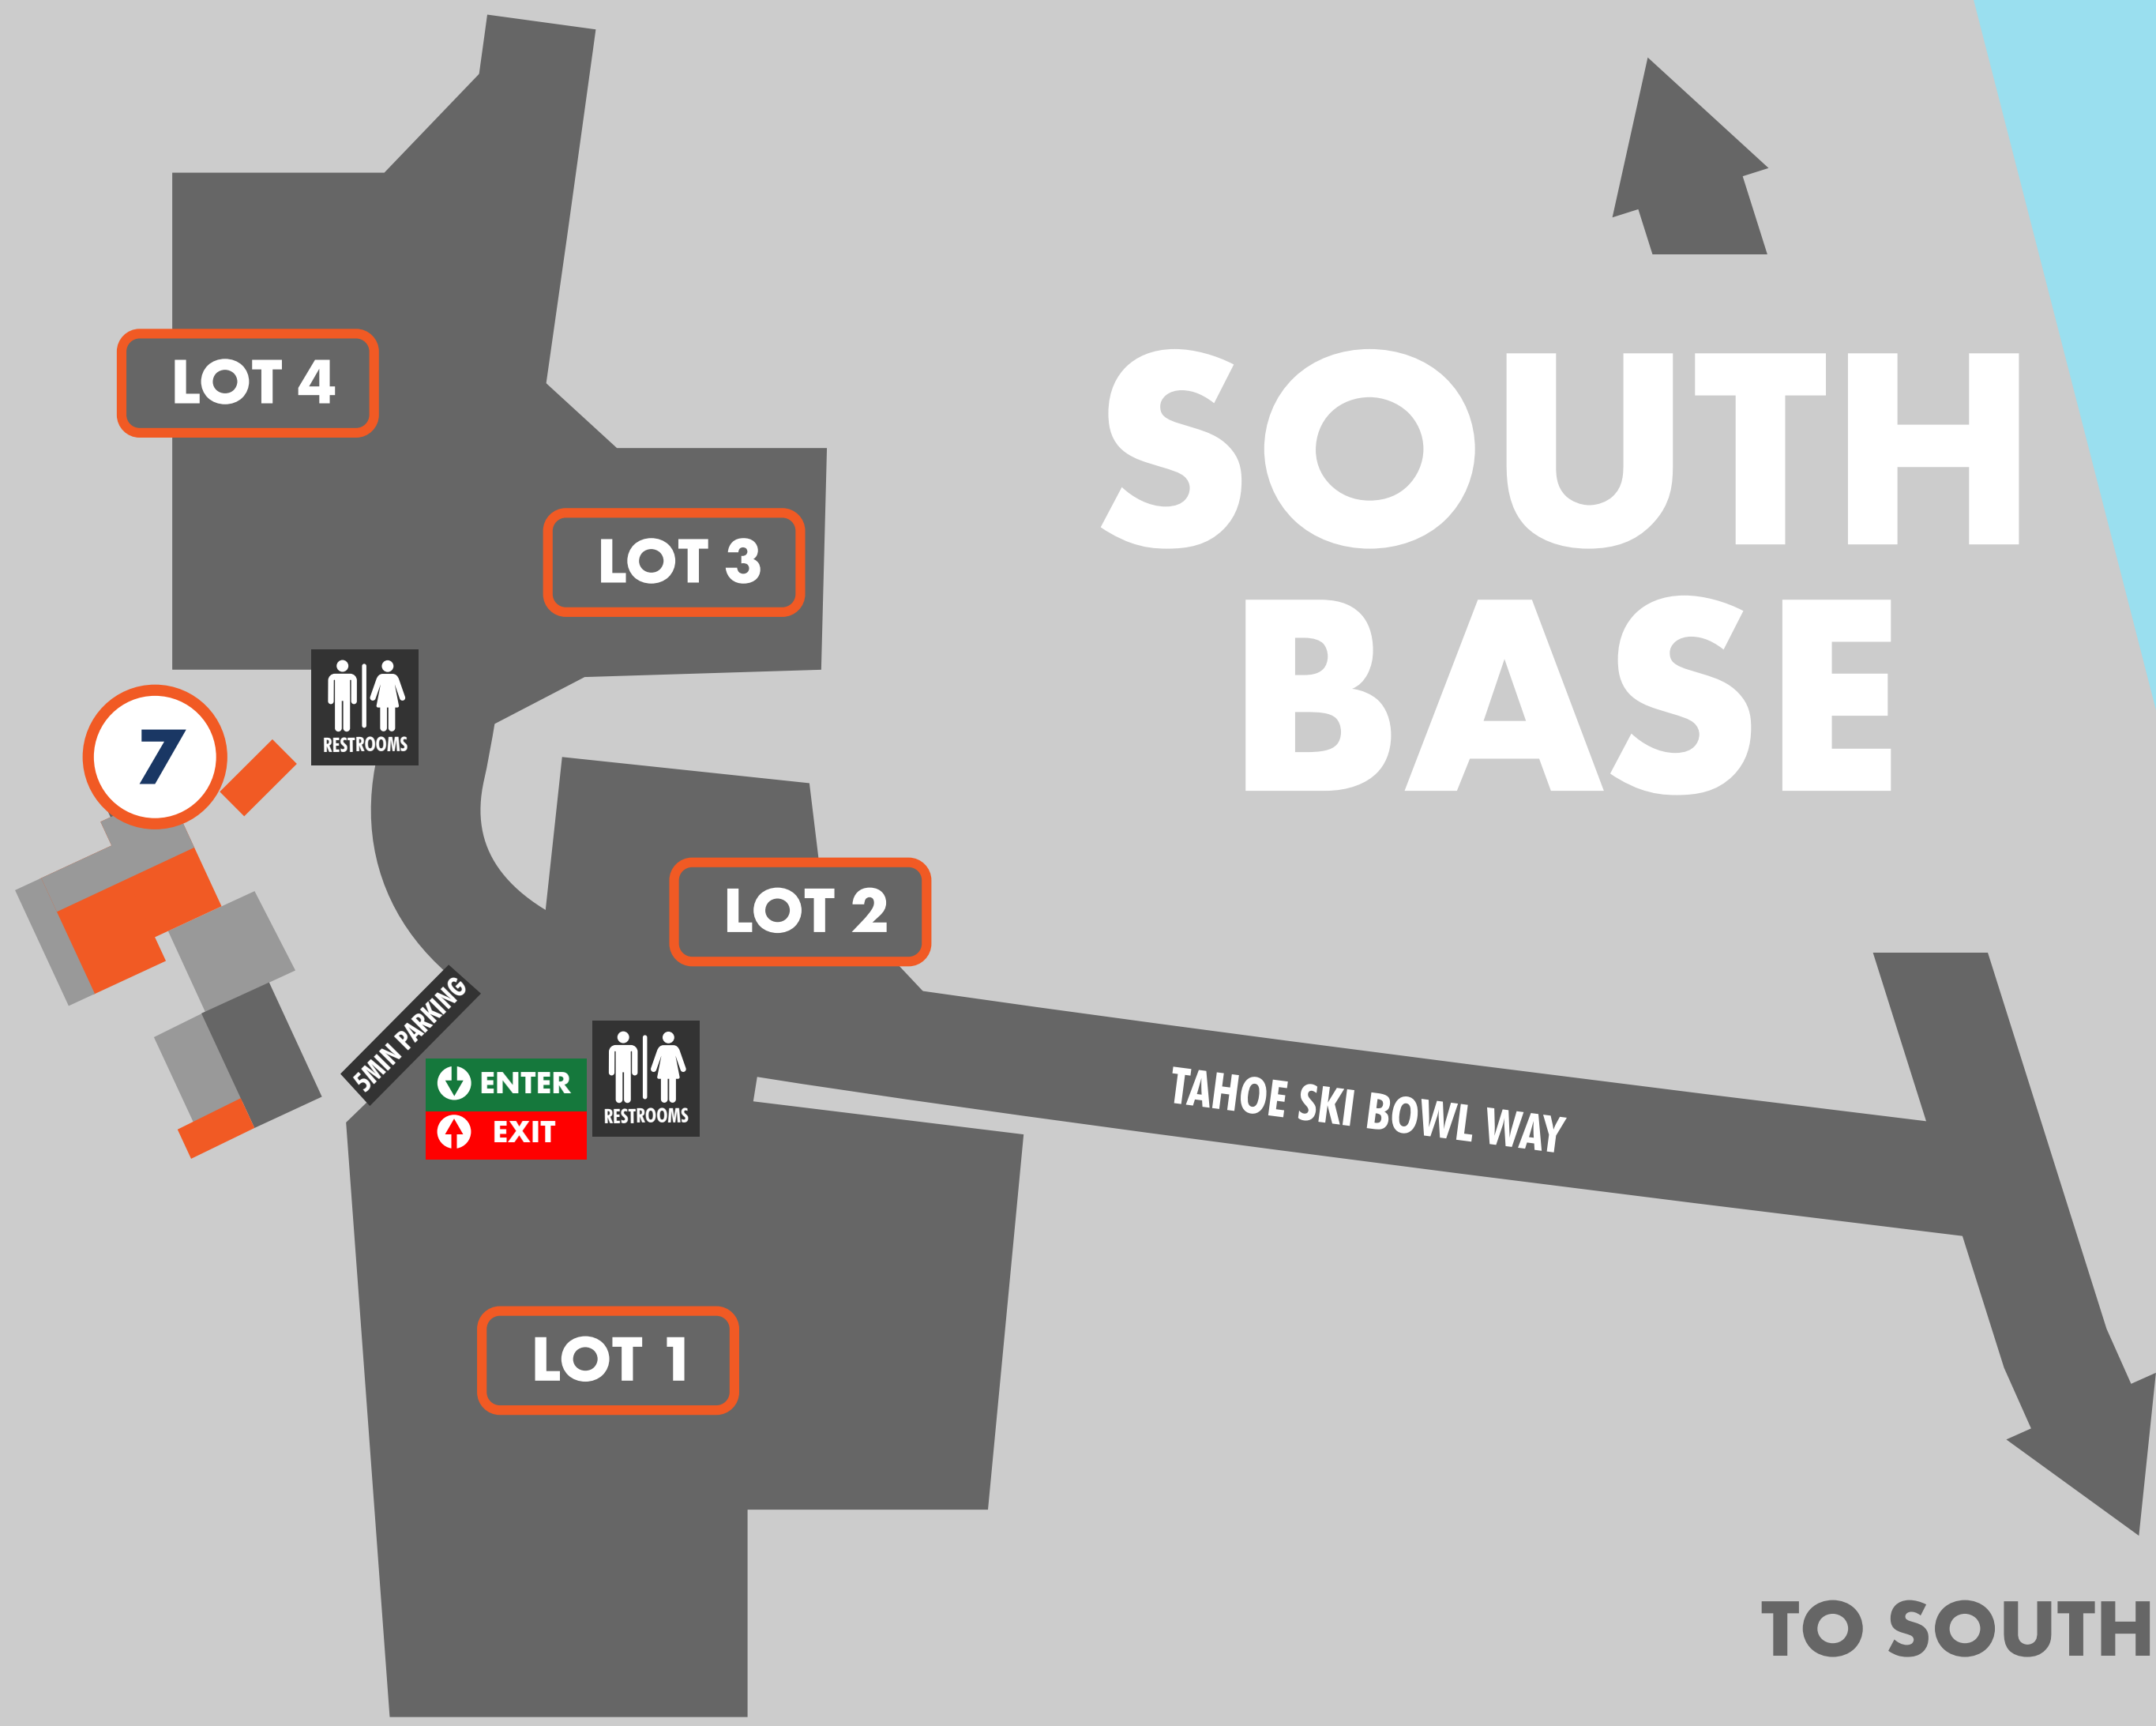 SOUTH
BASE
LOT 4
LOT 3
RESTROOMS
7
LOT 2
5MIN PARKING
ENTER
EXIT
RESTROOMS
TAHOE SKI BOWL WAY
LOT 1
TO SOUTH